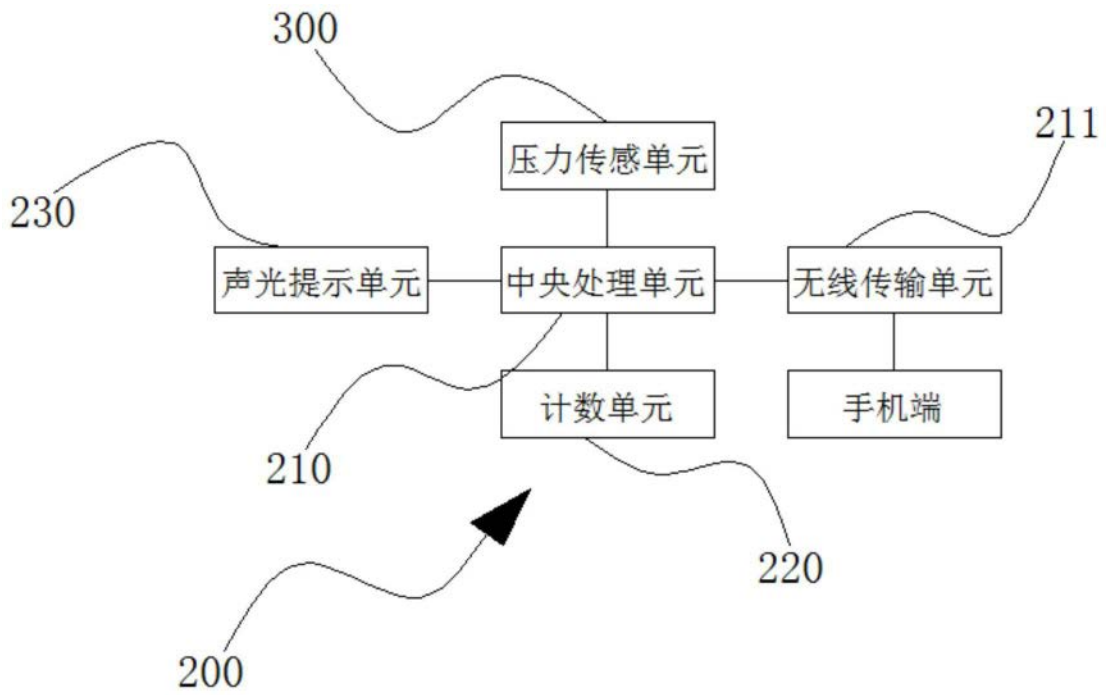 300
压力传感单元
211
230
声光提示单元
中央处理单元
无线传输单元
计数单元
手机端
210
220
200